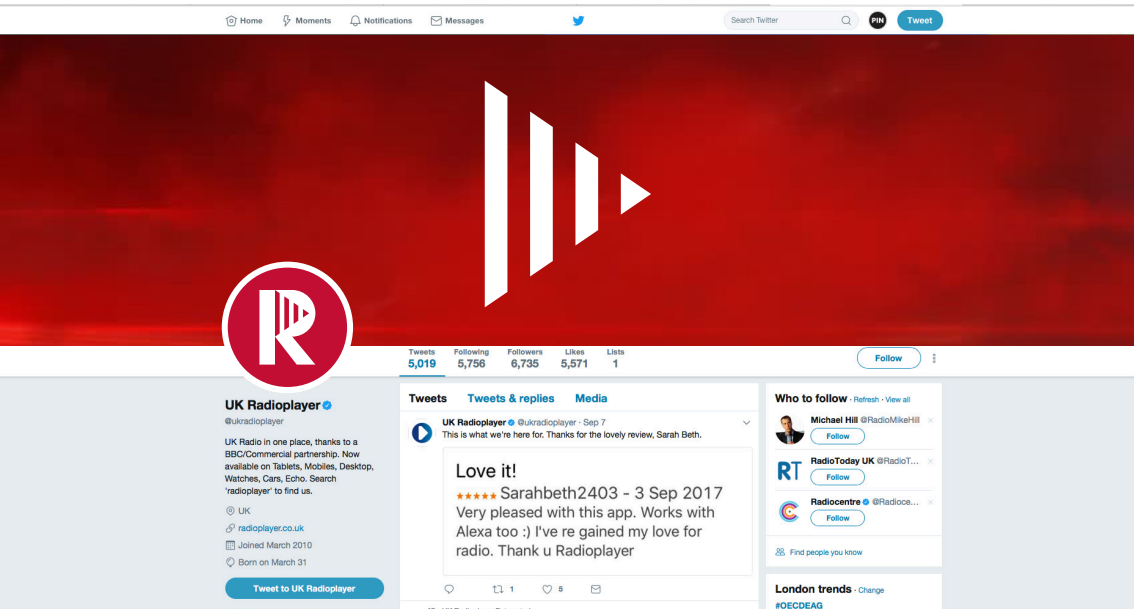 Home Moments Notifications Messages Search Twitter PIN Tweet
Tweets Following Followers Likes Lists
5,019 5,756 6,735 5,571 1
Follow
UK Radioplayer
@ukradioplayer
UK Radio in one place, thanks to a
BBC/Commercial partnership. Now
available on Tablets, Mobiles, Desktop,
Watches, Cars, Echo. Search
'radioplayer' to find us.
UK
radioplayer.co.uk
Joined March 2010
Born on March 31
Tweet to UK Radioplayer
Tweets Tweets & replies Media
UK Radioplayer @ukradioplayer · Sep 7
This is what we're here for. Thanks for the lovely review, Sarah Beth.
Love it!
★★★★★ Sarahbeth2403 - 3 Sep 2017
Very pleased with this app. Works with
Alexa too :) I've re gained my love for
radio. Thank u Radioplayer
1 5
Who to follow · Refresh · View all
Michael Hill @RadioMikeHill
Follow
RT
RadioToday UK @RadioT...
Follow
Radiocentre @Radioce...
Follow
Find people you know
London trends · Change
#OECDEAG